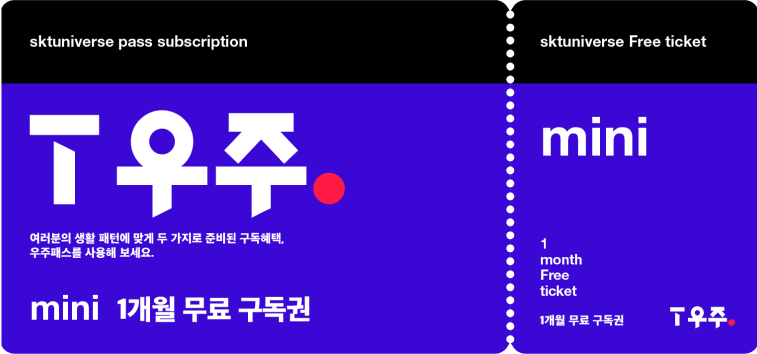 sktuniverse pass subscription
T우주.
여러분의 생활 패턴에 맞게 두 가지로 준비된 구독혜택,
우주패스를 사용해 보세요.
mini 1개월 무료 구독권
sktuniverse Free ticket
mini
1
month
Free
ticket
1개월 무료 구독권
T우주.